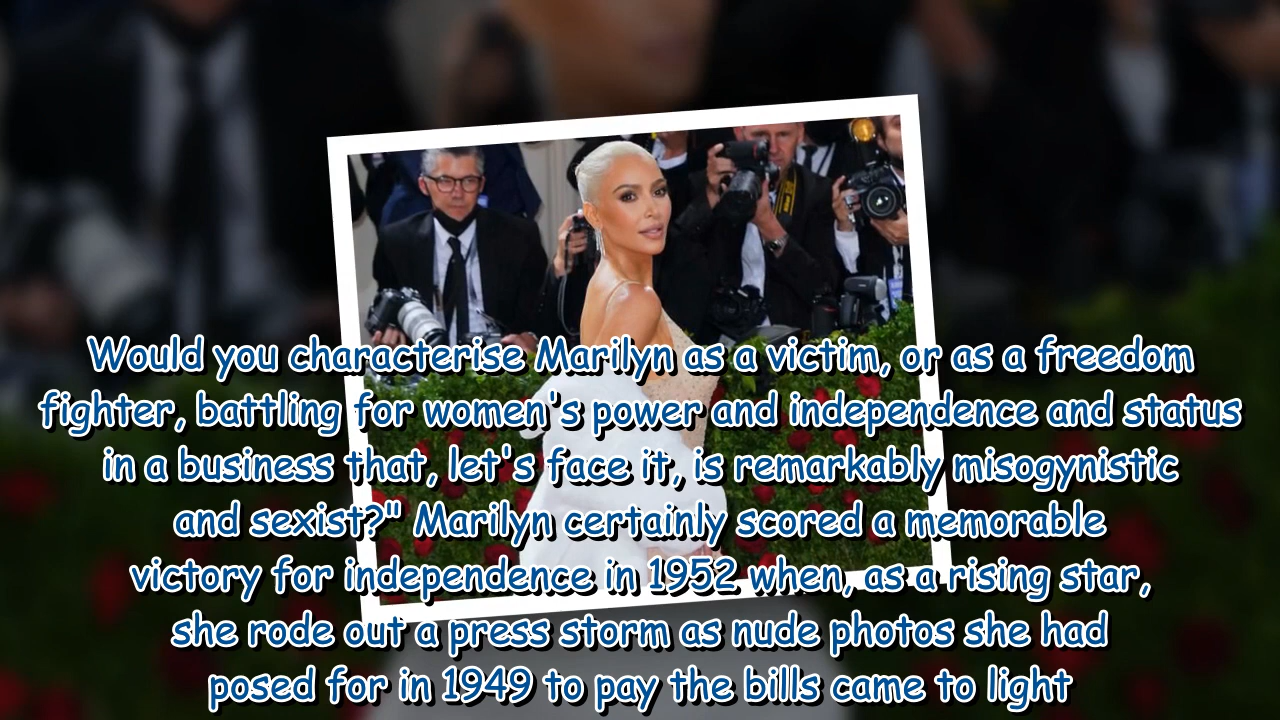 Would you characterise Marilyn as a victim, or as a freedom
fighter, battling for women's power and independence and status
in a business that, let's face it, is remarkably misogynistic
and sexist?" Marilyn certainly scored a memorable
victory for independence in 1952 when, as a rising star,
she rode out a press storm as nude photos she had
posed for in 1949 to pay the bills came to light